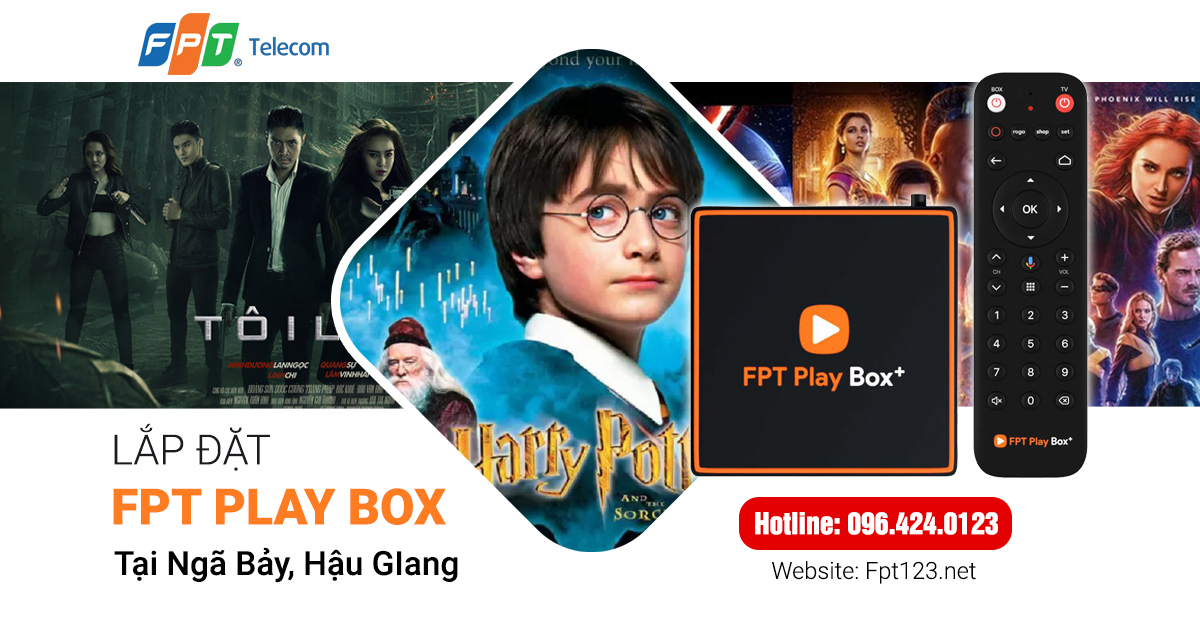 FPT® Telecom
ond your
PHOENIX WILL RISE
TÔI L
LANNGỌC
Harry Pott
AND THE
SORC
BOX TV
rogo shop set
OK
CH VOL
1 2 3
4 5 6
7 8 9
0
FPT Play Box+
FPT Play Box+
LẮP ĐẶT
FPT PLAY BOX
Tại Ngã Bảy, Hậu GIang
Hotline: 096.424.0123
Website: Fpt123.net